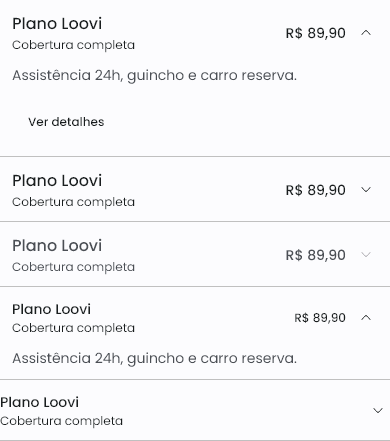 Plano Loovi
Cobertura completa
R$ 89,90
Assistência 24h, guincho e carro reserva.
Ver detalhes
Plano Loovi
Cobertura completa
R$ 89,90
Plano Loovi
Cobertura completa
R$ 89,90
Plano Loovi
Cobertura completa
R$ 89,90
Assistência 24h, guincho e carro reserva.
Plano Loovi
Cobertura completa